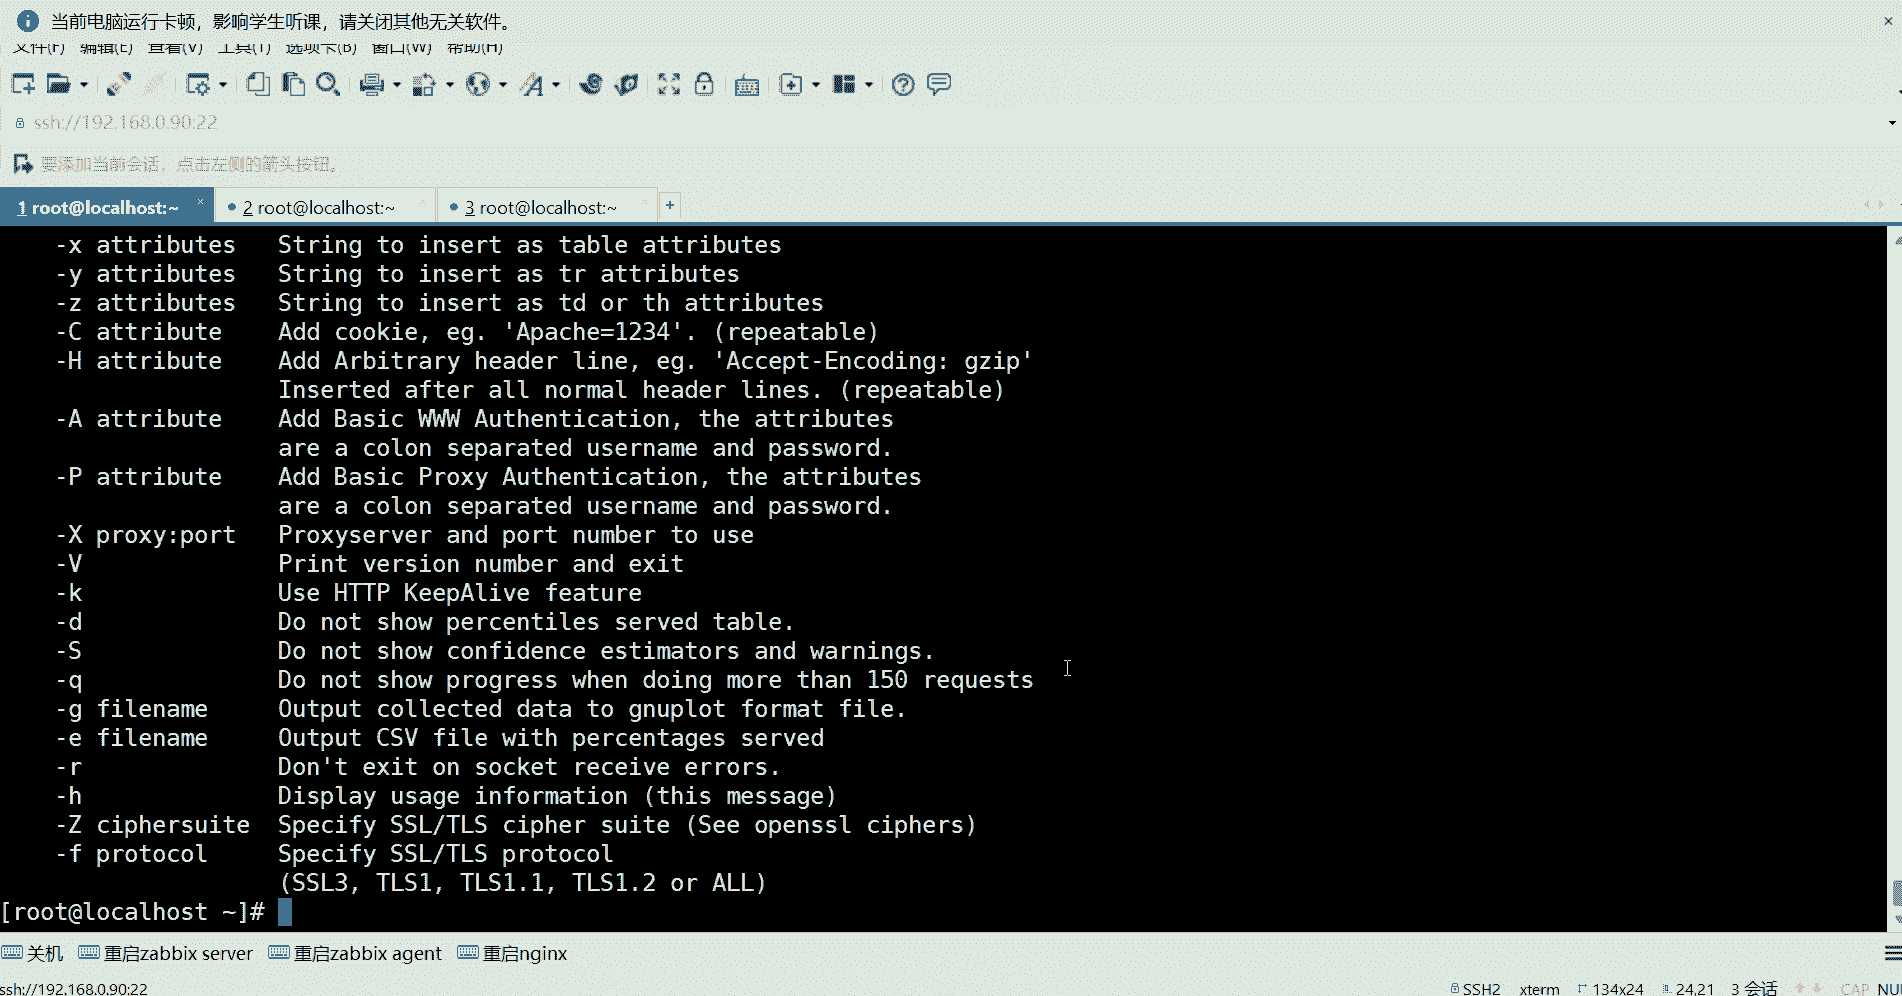 当前电脑运行卡顿，影响学生听课，请关闭其他无关软件。
文件(F) 编辑(E) 查看(V) 工具(T) 选项卡(B) 窗口(W) 帮助(H)
ssh://192.168.0.90:22
要添加当前会话，点击左侧的箭头按钮。
1 root@localhost:~ 2 root@localhost:~ 3 root@localhost:~ +
-x attributes String to insert as table attributes
-y attributes String to insert as tr attributes
-z attributes String to insert as td or th attributes
-C attribute Add cookie, eg. 'Apache=1234'. (repeatable)
-H attribute Add Arbitrary header line, eg. 'Accept-Encoding: gzip'
Inserted after all normal header lines. (repeatable)
-A attribute Add Basic WWW Authentication, the attributes
are a colon separated username and password.
-P attribute Add Basic Proxy Authentication, the attributes
are a colon separated username and password.
-X proxy:port Proxyserver and port number to use
-V Print version number and exit
-k Use HTTP KeepAlive feature
-d Do not show percentiles served table.
-S Do not show confidence estimators and warnings.
-q Do not show progress when doing more than 150 requests
-g filename Output collected data to gnuplot format file.
-e filename Output CSV file with percentages served
-r Don't exit on socket receive errors.
-h Display usage information (this message)
-Z ciphersuite Specify SSL/TLS cipher suite (See openssl ciphers)
-f protocol Specify SSL/TLS protocol
(SSL3, TLS1, TLS1.1, TLS1.2 or ALL)
[root@localhost ~]#
关机 重启zabbix server 重启zabbix agent 重启nginx
ssh://192.168.0.90:22 SSH2 xterm 134x24 24,21 3 会话 CAP NU